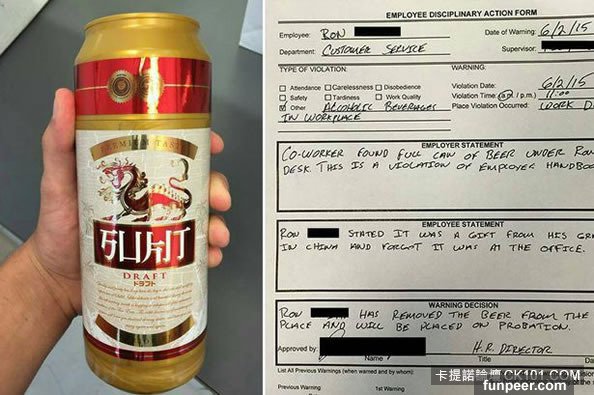 PREMIUM TAST
DRAFT
ドラフト
EMPLOYEE DISCIPLINARY ACTION FORM
Employee: RON
Date of Warning: 6/2/15
Department: CUSTOMER SERVICE
Supervisor:
TYPE OF VIOLATION:
WARNING:
Attendance Carelessness Disobedience
Violation Date: 6/2/15
Safety Tardiness Work Quality
Violation Time: (a / p.m.) 11:00
Other ALCOHOLIC BEVERAGES
Place Violation Occurred: WORK D
IN WORKPLACE
EMPLOYER STATEMENT
CO-WORKER FOUND FULL CAN OF BEER UNDER RON
DESK. THIS IS A VIOLATION OF EMPLOYEE HANDBOO
EMPLOYEE STATEMENT
RON STATED IT WAS A GIFT FROM HIS GRA
IN CHINA AND FORGOT IT WAS AT THE OFFICE.
WARNING DECISION
RON HAS REMOVED THE BEER FROM THE
PLACE AND WILL BE PLACED ON PROBATION.
Approved by: H.R. DIRECTOR
Name Title Da
List All Previous Warnings (when warned and by whom):
Previous Warning 1st Warning
卡提諾論壇 CK101.COM
funpeer.com